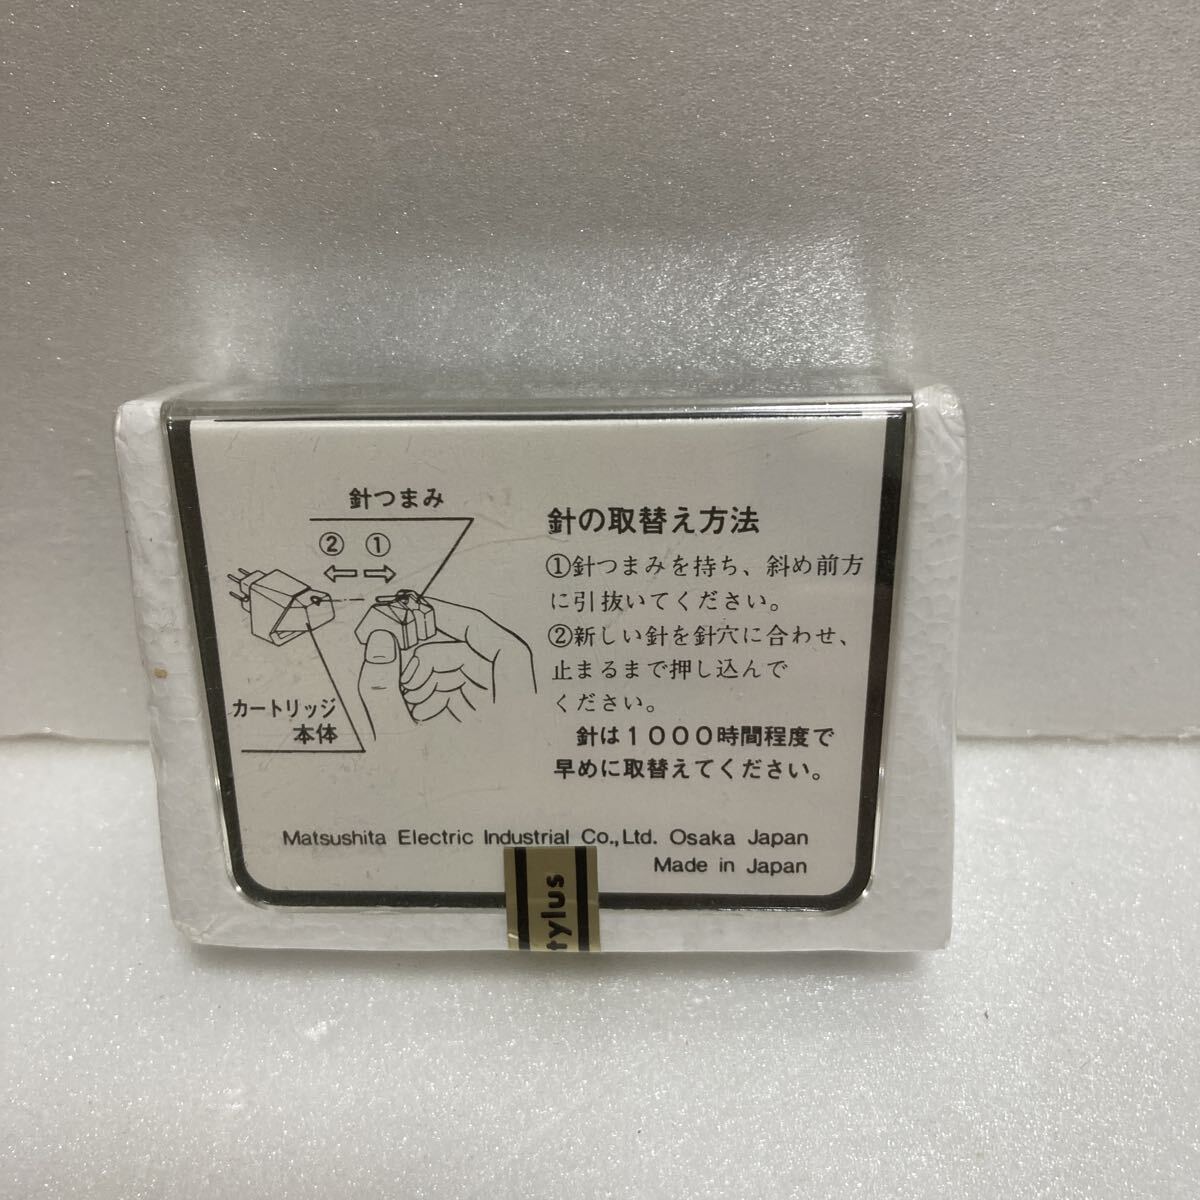 針つまみ
② ①
カートリッジ
本体
針の取替え方法
①針つまみを持ち、斜め前方
に引抜いてください。
②新しい針を針穴に合わせ、
止まるまで押し込んで
ください。
針は1000時間程度で
早めに取替えてください。
Matsushita Electric Industrial Co.,Ltd. Osaka Japan
Made in Japan
tylus